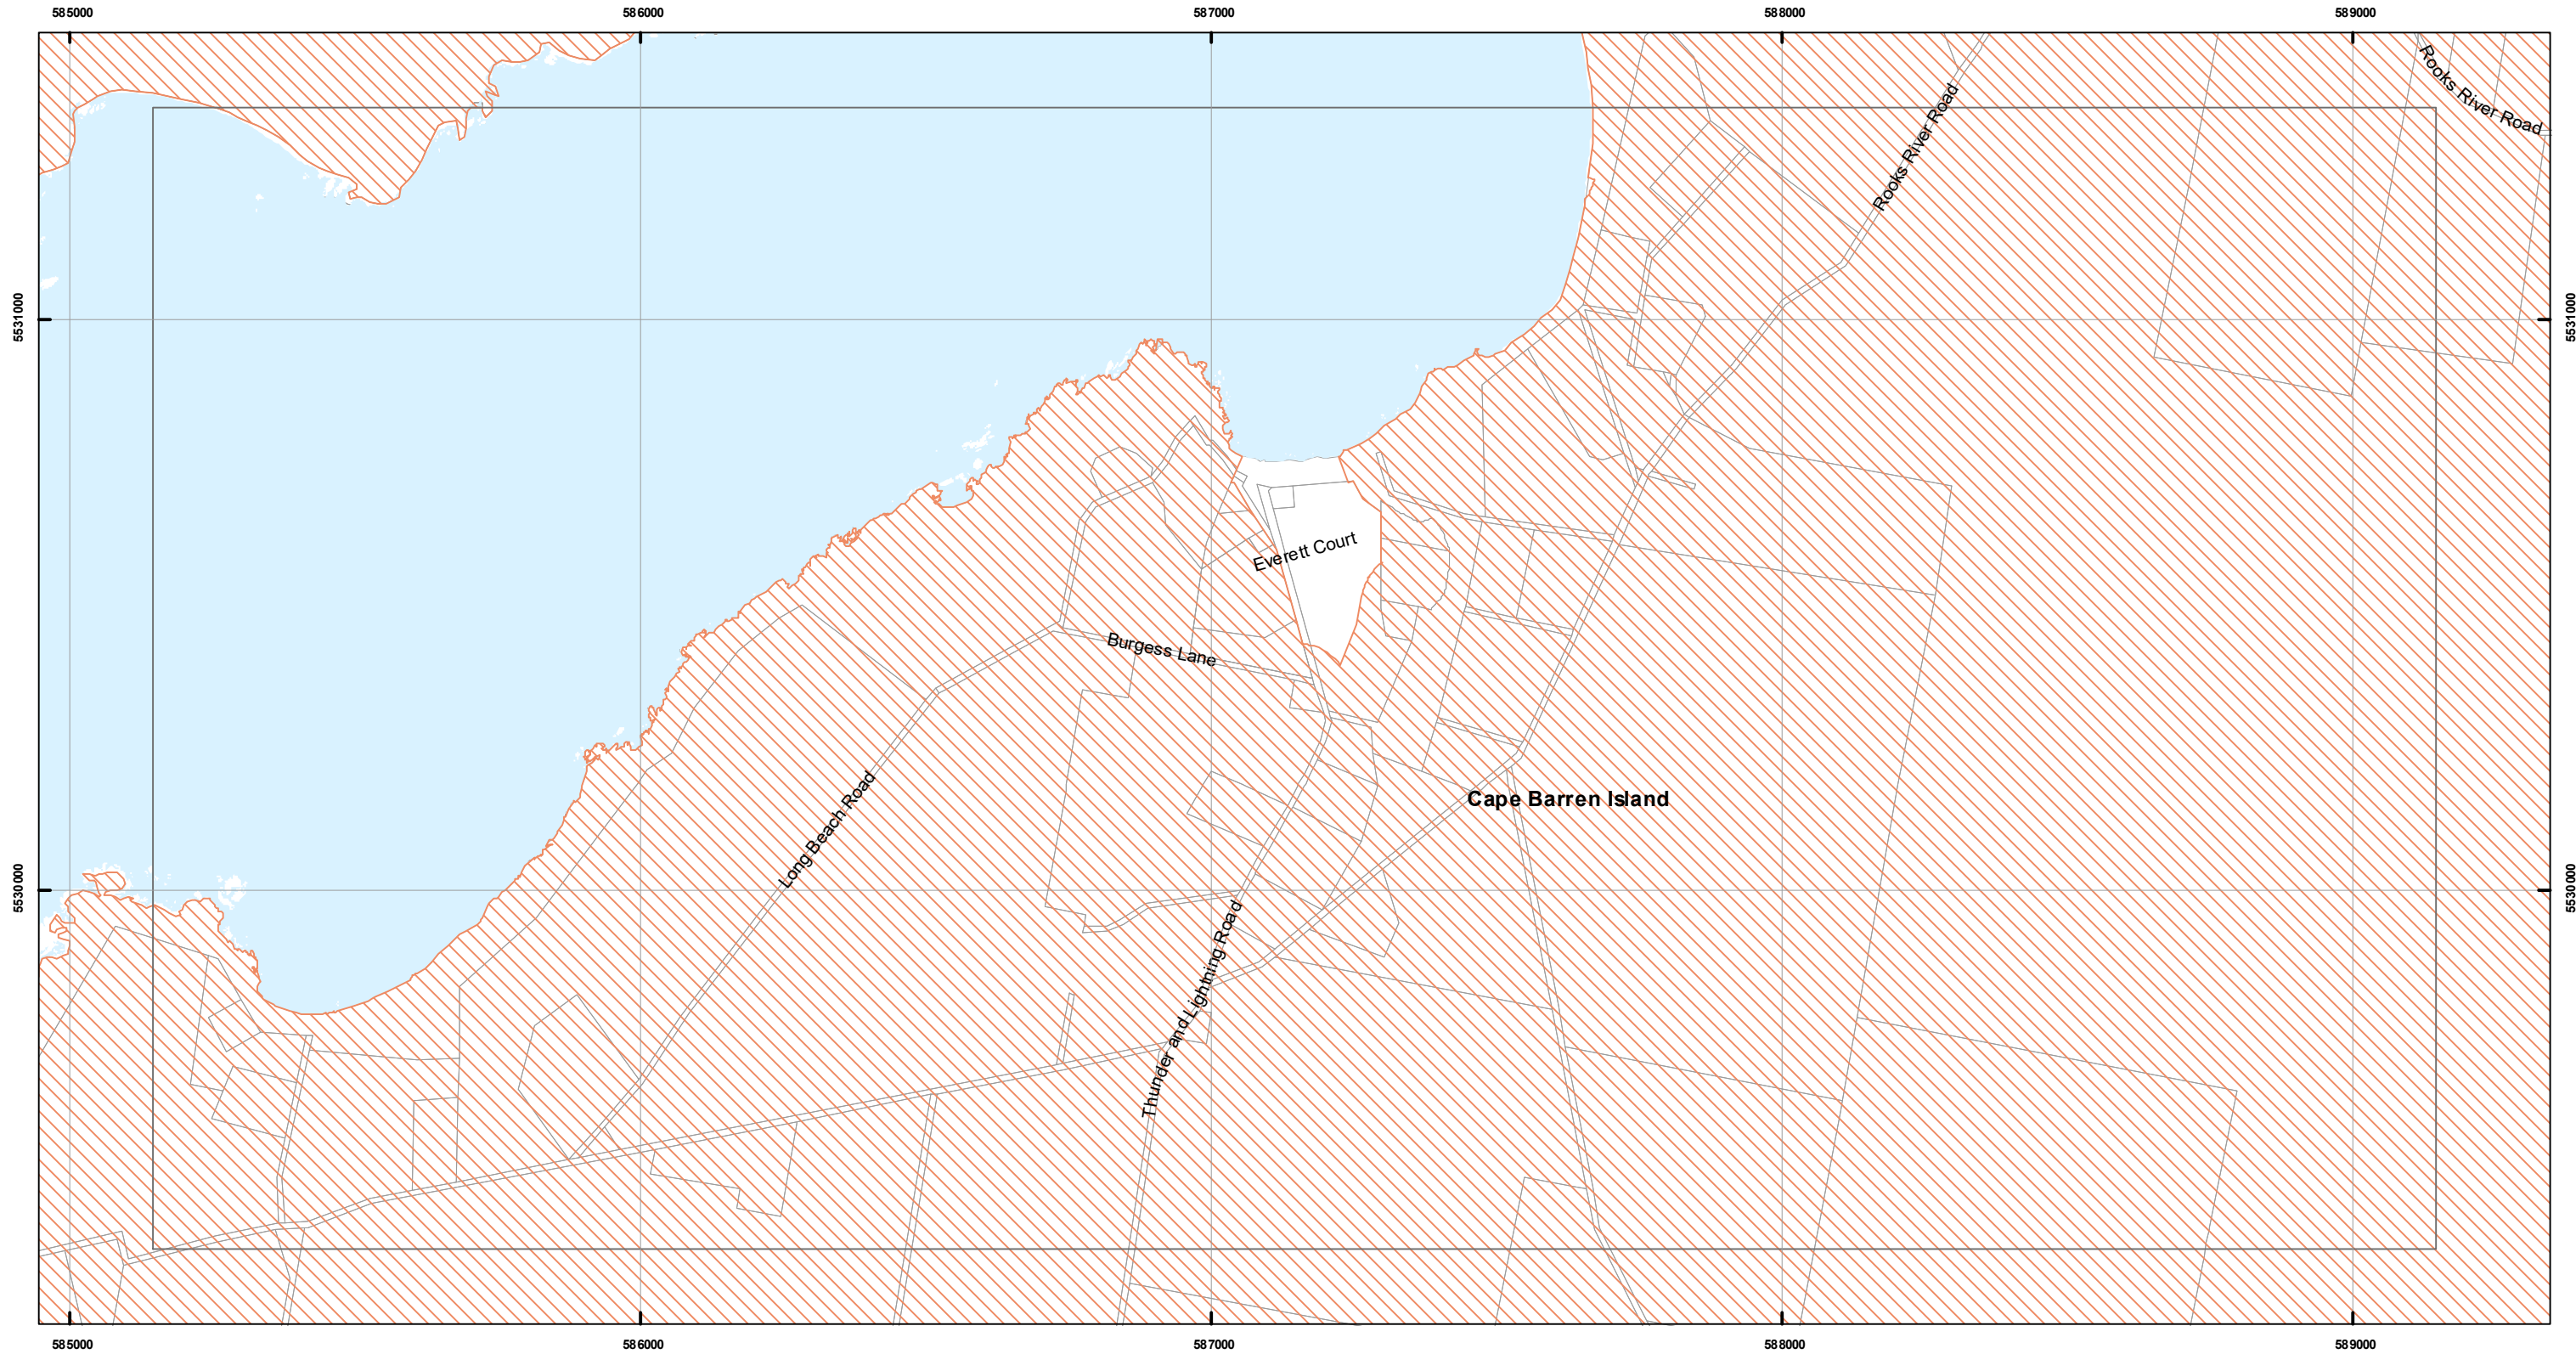 585000
586000
587000
588000
589000
Rooks River Road
Rooks River Road
5531000
5531000
Everett Court
Burgess Lane
Long Beach Road
Cape Barren Island
5530000
5530000
Thunder and Lightning Road
585000
586000
587000
588000
589000